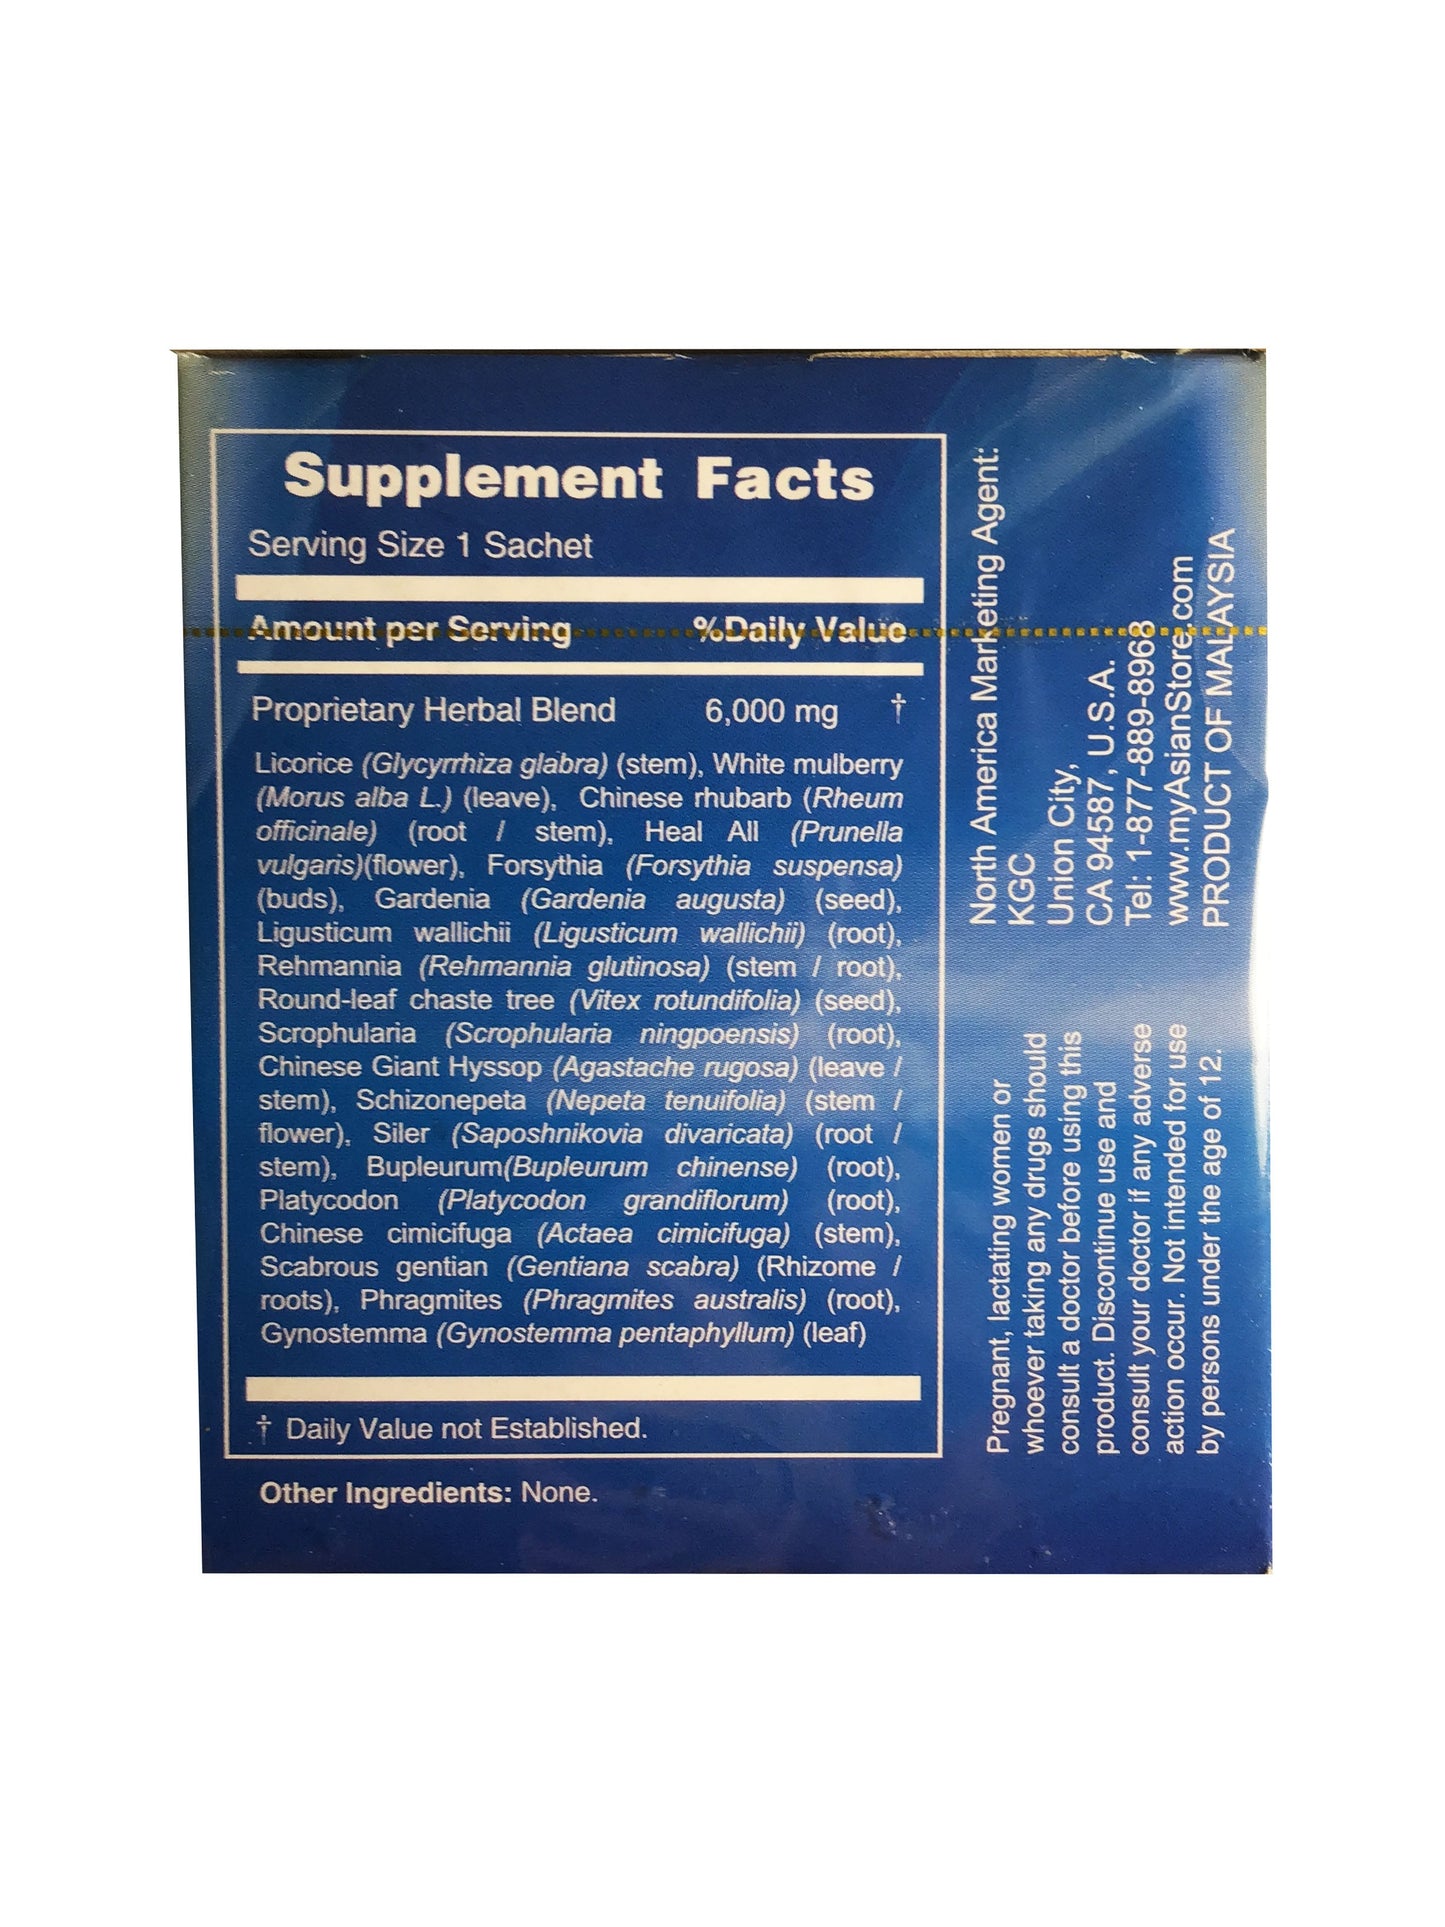 Supplement Facts
Serving Size 1 Sachet
Amount per Serving %Daily Value
Proprietary Herbal Blend 6,000 mg †
Licorice (Glycyrrhiza glabra) (stem), White mulberry
(Morus alba L.) (leave), Chinese rhubarb (Rheum
officinale) (root / stem), Heal All (Prunella
vulgaris)(flower), Forsythia (Forsythia suspensa)
(buds), Gardenia (Gardenia augusta) (seed),
Ligusticum wallichii (Ligusticum wallichii) (root),
Rehmannia (Rehmannia glutinosa) (stem / root),
Round-leaf chaste tree (Vitex rotundifolia) (seed),
Scrophularia (Scrophularia ningpoensis) (root),
Chinese Giant Hyssop (Agastache rugosa) (leave /
stem), Schizonepeta (Nepeta tenuifolia) (stem /
flower), Siler (Saposhnikovia divaricata) (root /
stem), Bupleurum(Bupleurum chinense) (root),
Platycodon (Platycodon grandiflorum) (root),
Chinese cimicifuga (Actaea cimicifuga) (stem),
Scabrous gentian (Gentiana scabra) (Rhizome /
roots), Phragmites (Phragmites australis) (root),
Gynostemma (Gynostemma pentaphyllum) (leaf)
† Daily Value not Established.
Other Ingredients: None.
North America Marketing Agent:
KGC
Union City,
CA 94587, U.S.A.
Tel: 1-877-889-8968
www.myAsianStore.com
PRODUCT OF MALAYSIA
Pregnant, lactating women or
whoever taking any drugs should
consult a doctor before using this
product. Discontinue use and
consult your doctor if any adverse
action occur. Not intended for use
by persons under the age of 12.